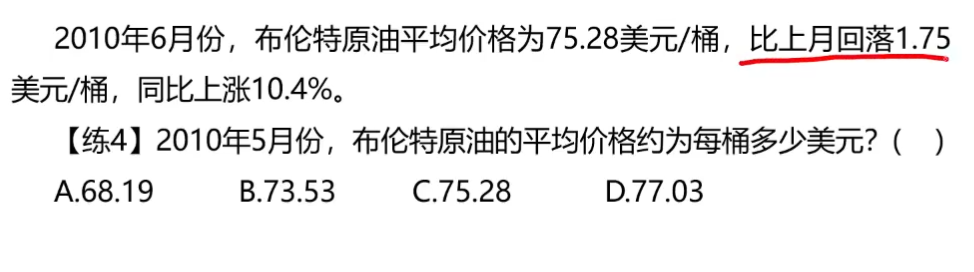 2010年6月份，布伦特原油平均价格为75.28美元/桶，比上月回落1.75
美元/桶，同比上涨10.4%。
【练4】2010年5月份，布伦特原油的平均价格约为每桶多少美元?（ ）
A.68.19 B.73.53 C.75.28 D.77.03